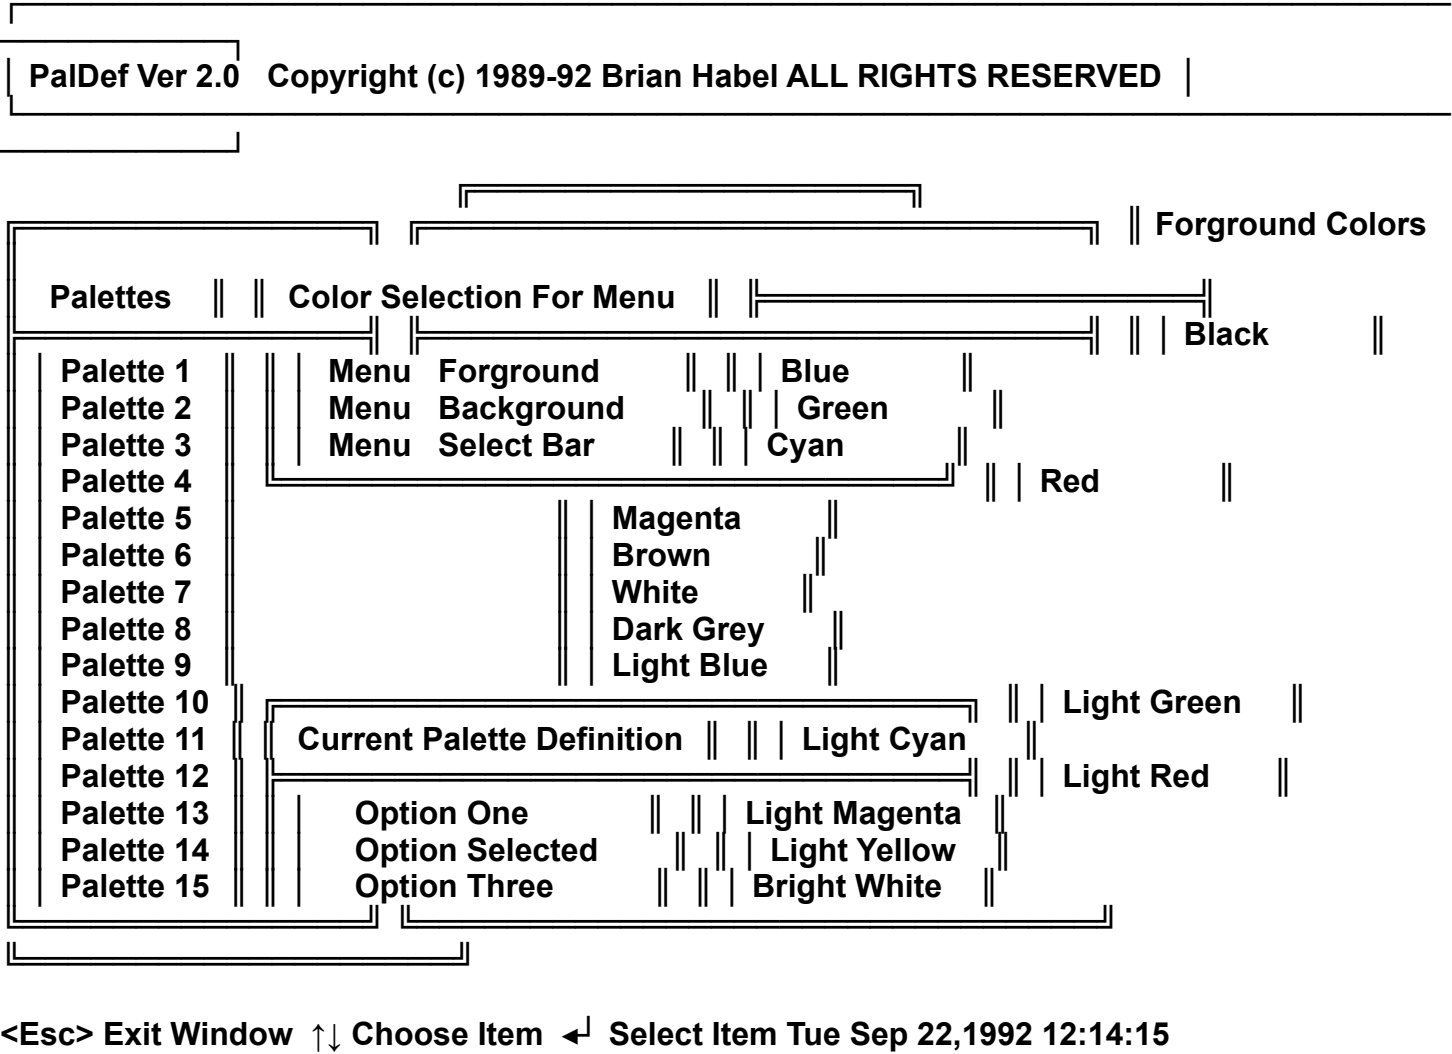 PalDef Ver 2.0 Copyright (c) 1989-92 Brian Habel ALL RIGHTS RESERVED
Forground Colors
Palettes Color Selection For Menu
Black
Palette 1 Menu Forground Blue
Palette 2 Menu Background Green
Palette 3 Menu Select Bar Cyan
Palette 4 Red
Palette 5 Magenta
Palette 6 Brown
Palette 7 White
Palette 8 Dark Grey
Palette 9 Light Blue
Palette 10 Light Green
Palette 11 Current Palette Definition Light Cyan
Palette 12 Light Red
Palette 13 Option One Light Magenta
Palette 14 Option Selected Light Yellow
Palette 15 Option Three Bright White
<Esc> Exit Window ↑↓ Choose Item ◄┘ Select Item Tue Sep 22,1992 12:14:15